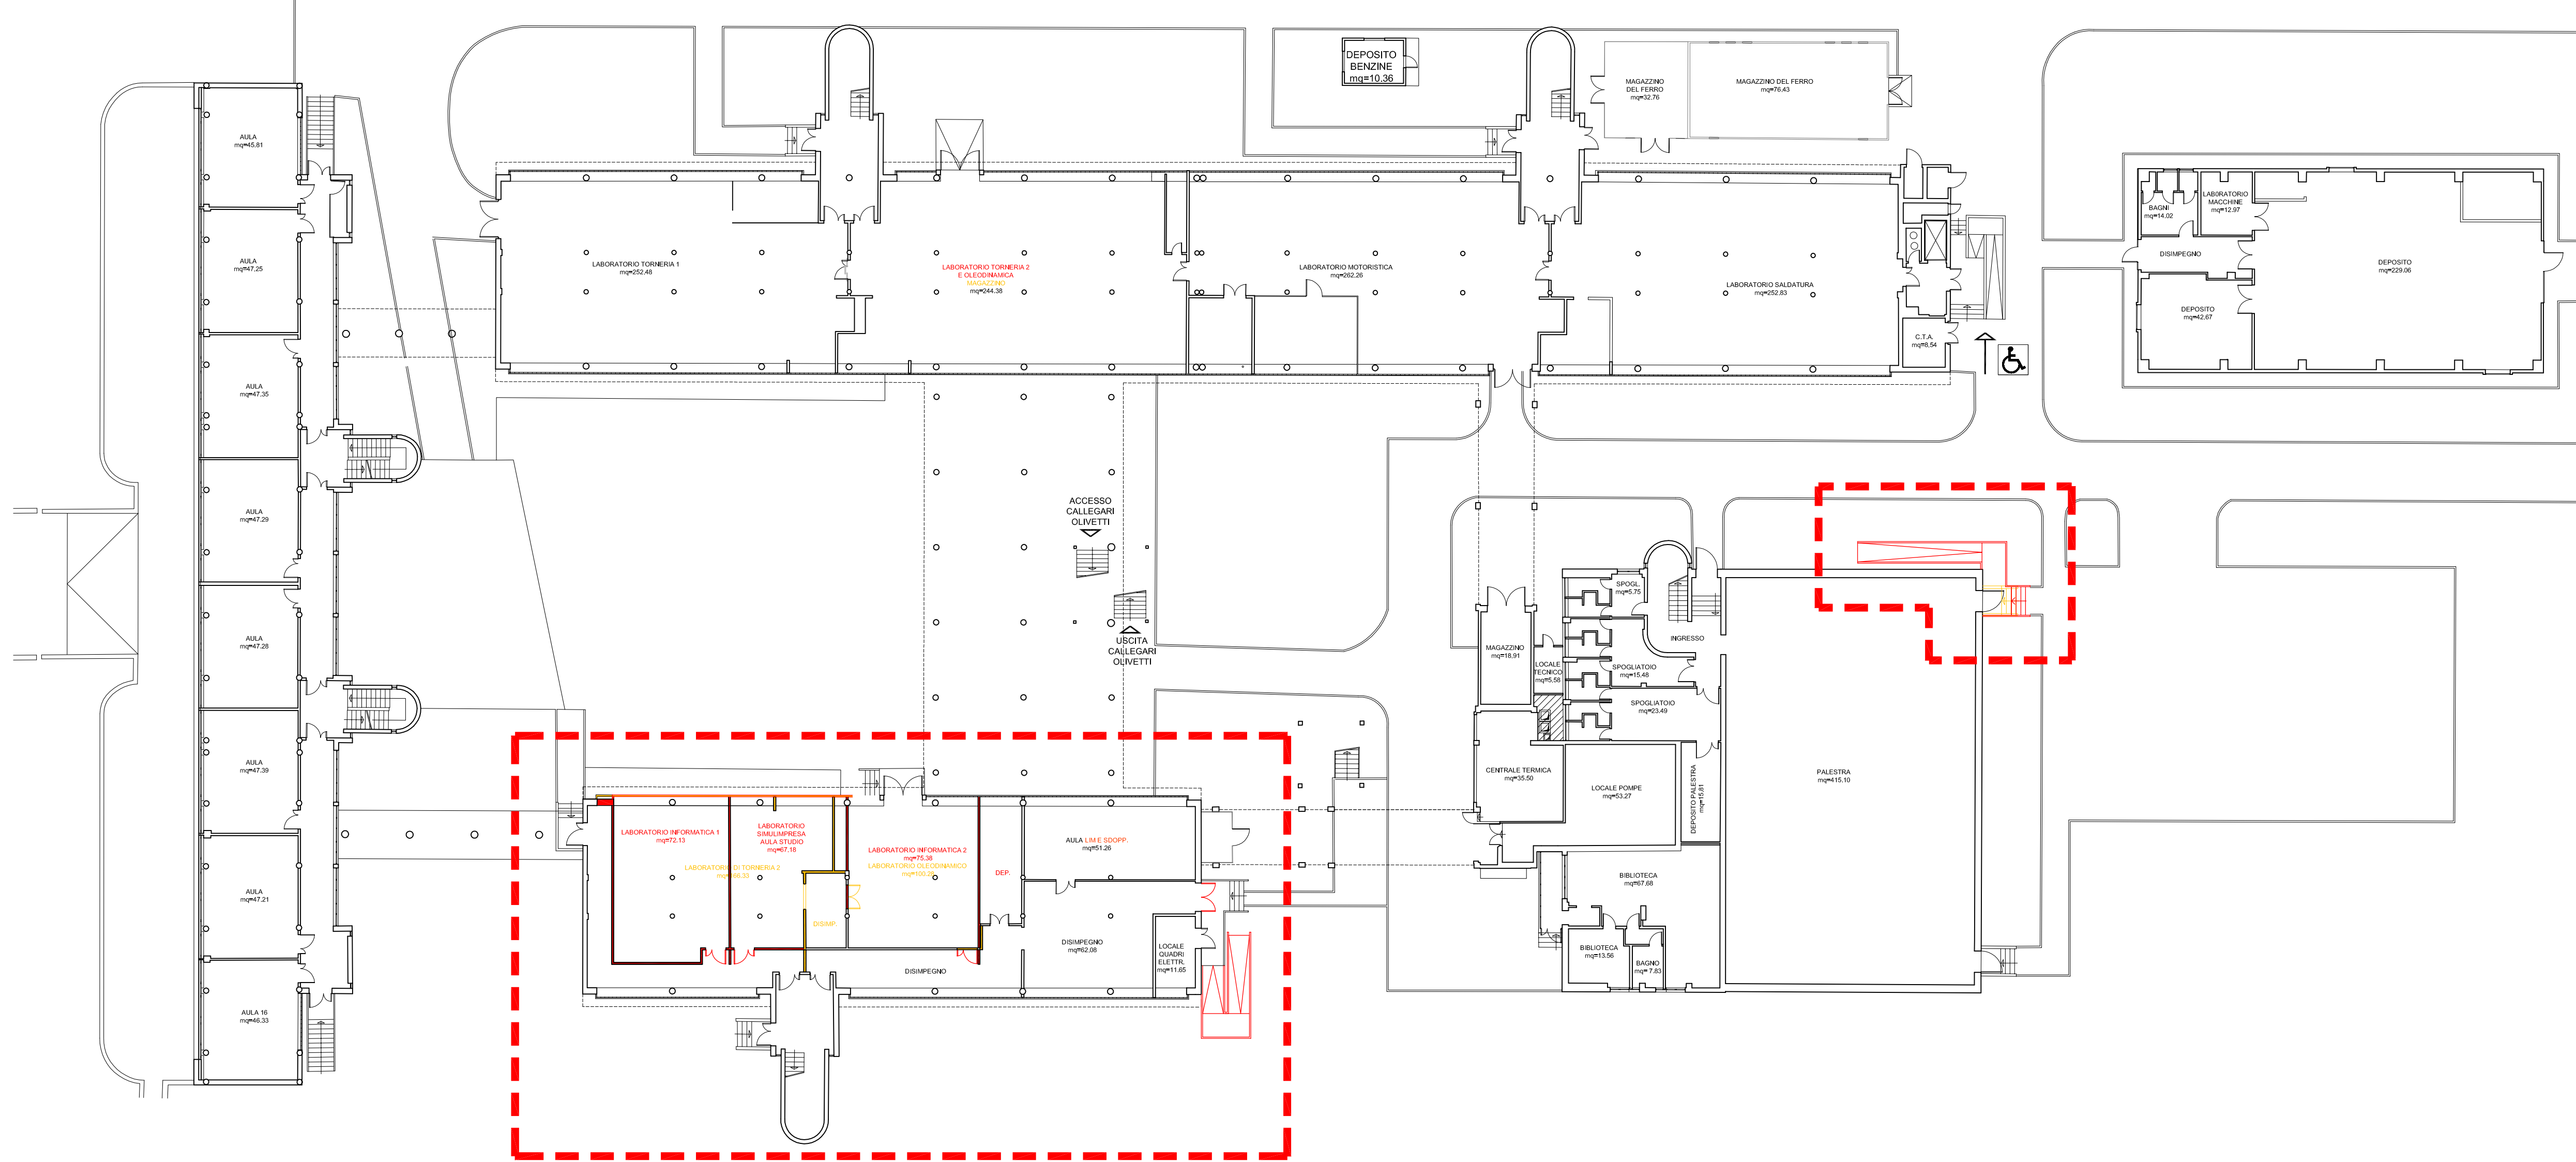 DEPOSITO
BENZINE
mq=10.36
MAGAZZINO
DEL FERRO
mq=32.76
MAGAZZINO DEL FERRO
mq=76.43
AULA
mq=45.81
AULA
mq=47.25
AULA
mq=47.35
AULA
mq=47.29
AULA
mq=47.28
AULA
mq=47.39
AULA
mq=47.21
AULA 16
mq=46.33
LABORATORIO TORNERIA 1
mq=252.48
LABORATORIO TORNERIA 2
E OLEODINAMICA
MAGAZZINO
mq=244.38
LABORATORIO MOTORISTICA
mq=262.26
LABORATORIO SALDATURA
mq=252.83
C.T.A.
mq=8.54
BAGNI
mq=14.02
LABORATORIO
MACCHINE
mq=12.97
DISIMPEGNO
DEPOSITO
mq=42.67
DEPOSITO
mq=229.06
ACCESSO
CALLEGARI
OLIVETTI
USCITA
CALLEGARI
OLIVETTI
SPOGL.
mq=5.75
INGRESSO
MAGAZZINO
mq=18.91
LOCALE
TECNICO
mq=5.58
SPOGLIATOIO
mq=15.48
SPOGLIATOIO
mq=23.49
CENTRALE TERMICA
mq=35.50
LOCALE POMPE
mq=53.27
DEPOSITO PALESTRA
mq=15.81
PALESTRA
mq=415.10
BIBLIOTECA
mq=67.68
BIBLIOTECA
mq=13.56
BAGNO
mq= 7.83
LABORATORIO INFORMATICA 1
mq=72.13
LABORATORIO
SIMULIMPRESA
AULA STUDIO
mq=67.18
LABORATORIO DI TORNERIA 2
DISIMP.
LABORATORIO INFORMATICA 2
mq=75.38
LABORATORIO OLEODINAMICO
DEP.
AULA LIM E SDOPP.
mq=51.26
DISIMPEGNO
DISIMPEGNO
mq=62.08
LOCALE
QUADRI
ELETTR.
mq=11.65